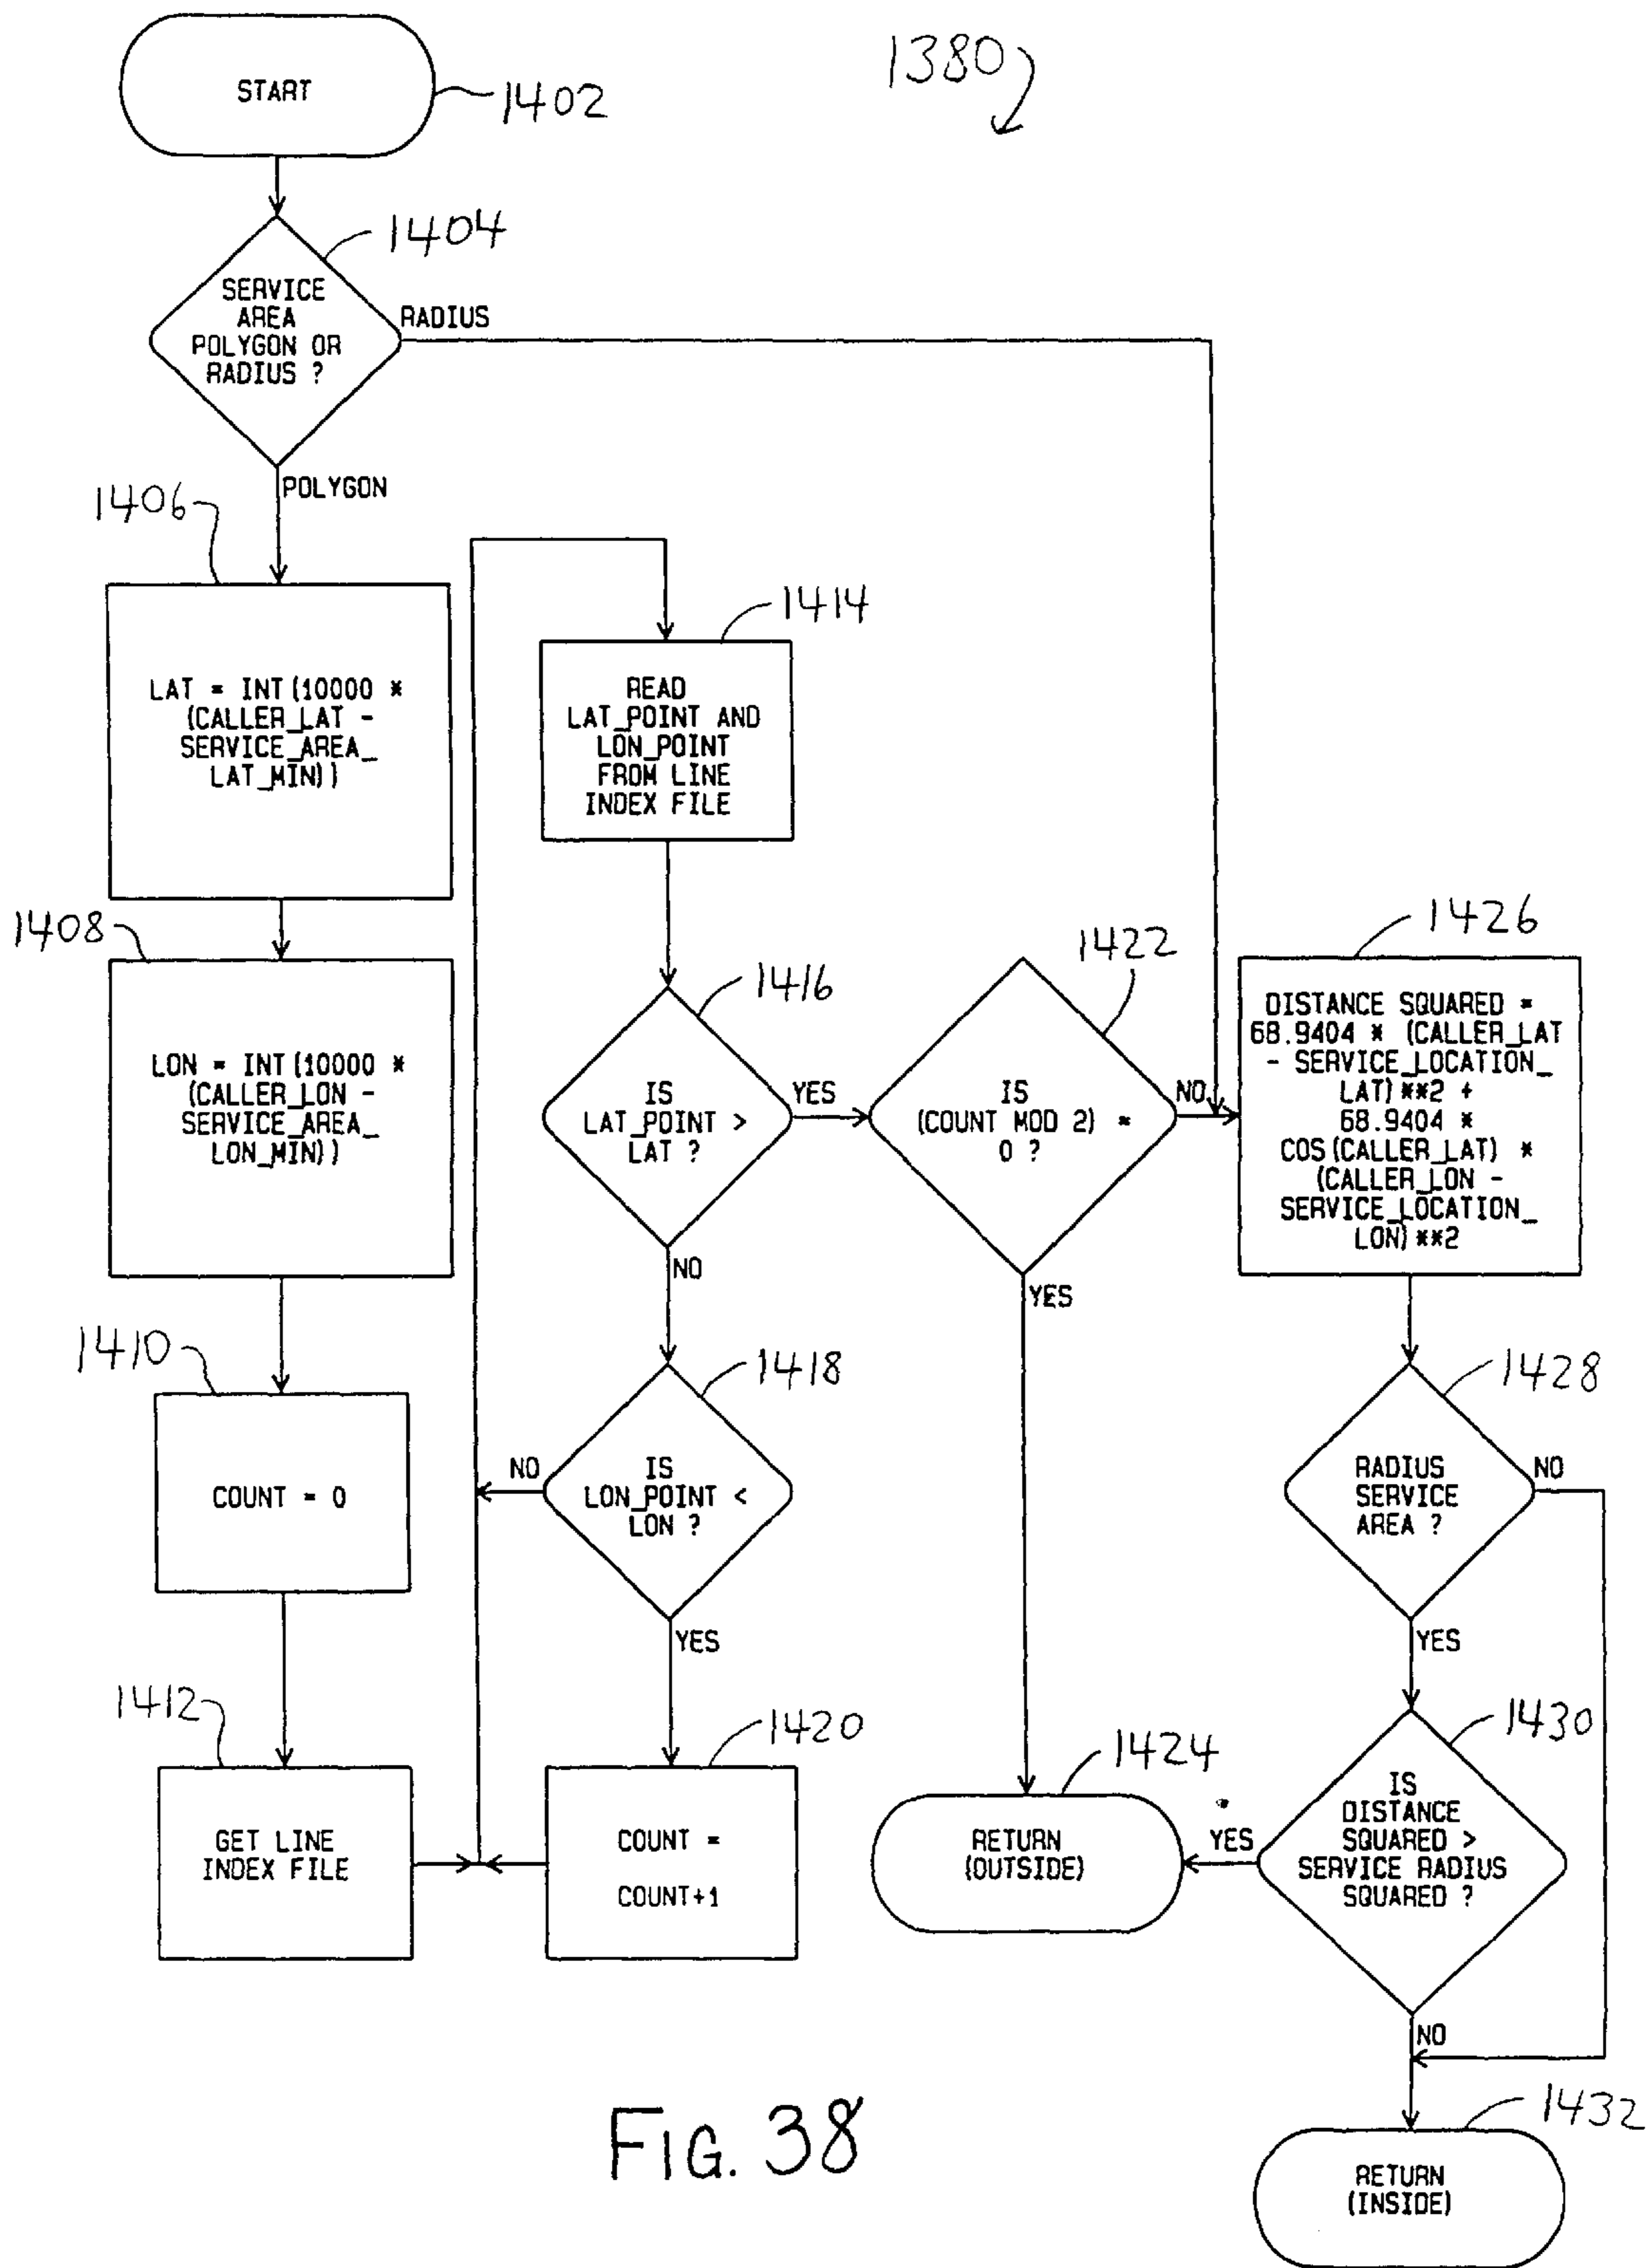 START
1402
1380
1404
SERVICE
AREA
POLYGON OR
RADIUS ?
RADIUS
POLYGON
1406
LAT = INT(10000 *
(CALLER_LAT -
SERVICE_AREA_
LAT_MIN))
1408
LON = INT(10000 *
(CALLER_LON -
SERVICE_AREA_
LON_MIN))
1410
COUNT = 0
1412
GET LINE
INDEX FILE
1414
READ
LAT_POINT AND
LON_POINT
FROM LINE
INDEX FILE
1416
IS
LAT_POINT >
LAT ?
YES
NO
1418
IS
LON_POINT <
LON ?
NO
YES
1420
COUNT =
COUNT+1
1422
IS
(COUNT MOD 2) =
0 ?
NO
YES
1424
RETURN
(OUTSIDE)
1426
DISTANCE SQUARED =
68.9404 * (CALLER_LAT
- SERVICE_LOCATION_
LAT)**2 +
68.9404 *
COS(CALLER_LAT) *
(CALLER_LON -
SERVICE_LOCATION_
LON)**2
1428
RADIUS
SERVICE
AREA ?
NO
YES
1430
IS
DISTANCE
SQUARED >
SERVICE RADIUS
SQUARED ?
YES
NO
1432
RETURN
(INSIDE)
FIG. 38